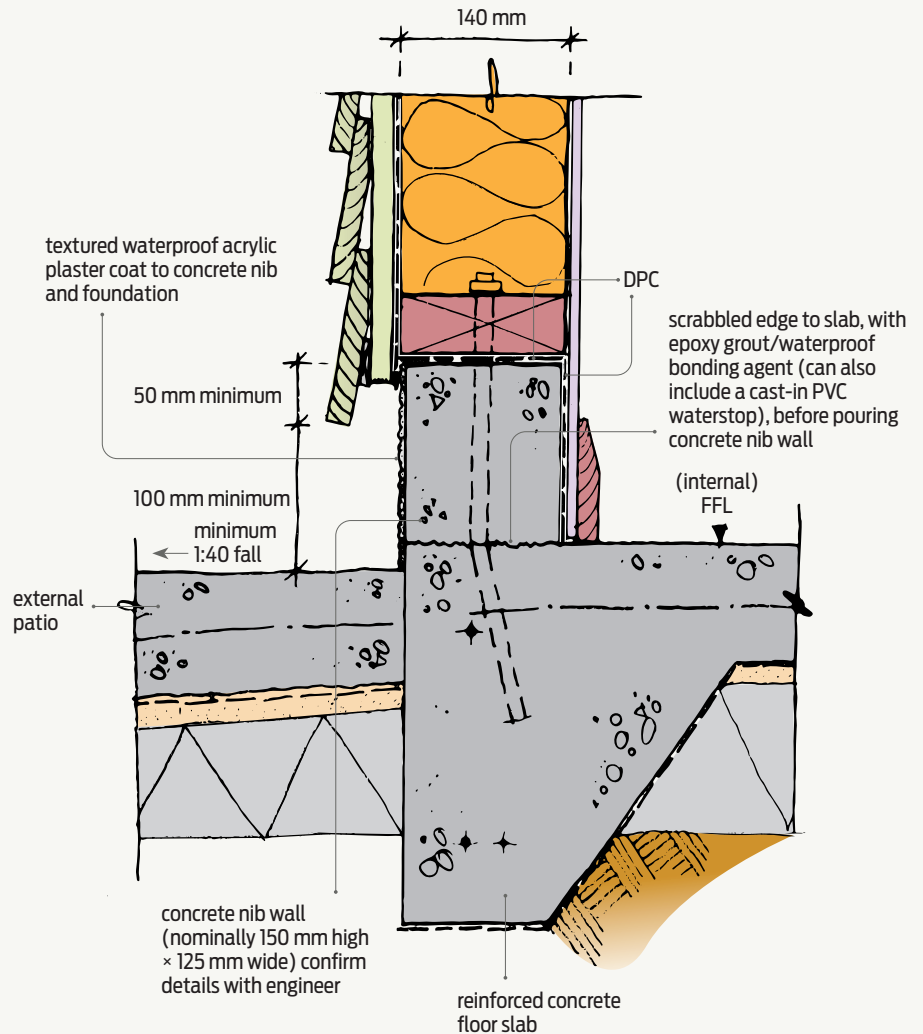 140 mm
textured waterproof acrylic
plaster coat to concrete nib
and foundation
DPC
scrabbled edge to slab, with
epoxy grout/waterproof
bonding agent (can also
include a cast-in PVC
waterstop), before pouring
concrete nib wall
50 mm minimum
(internal)
FFL
100 mm minimum
minimum
1:40 fall
external
patio
concrete nib wall
(nominally 150 mm high
× 125 mm wide) confirm
details with engineer
reinforced concrete
floor slab